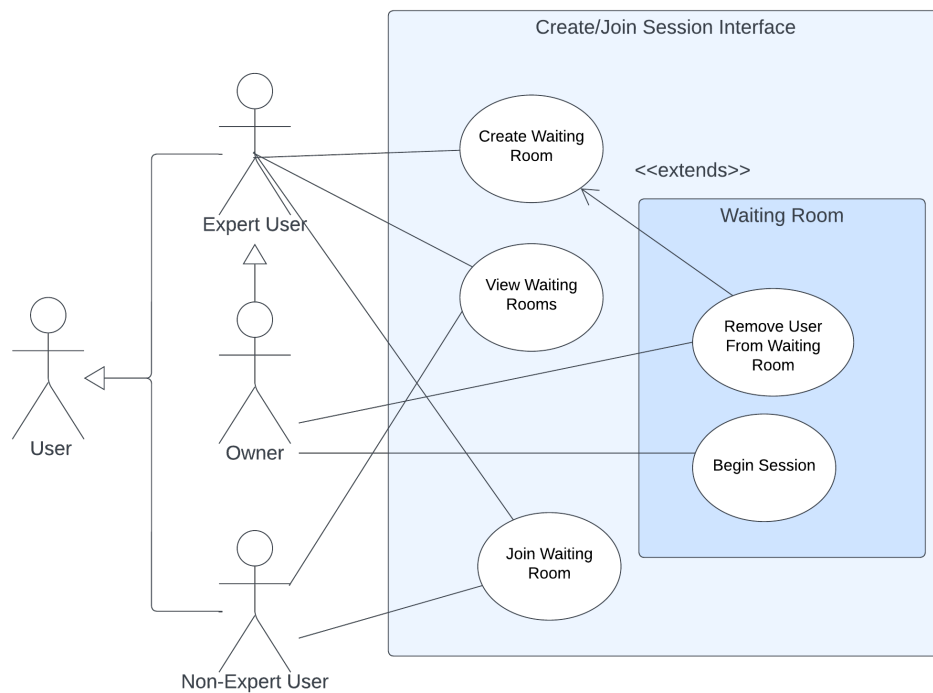 Create/Join Session Interface
Create Waiting
Room
<<extends>>
Waiting Room
Expert User
View Waiting
Rooms
Remove User
From Waiting
Room
User
Owner
Begin Session
Join Waiting
Room
Non-Expert User